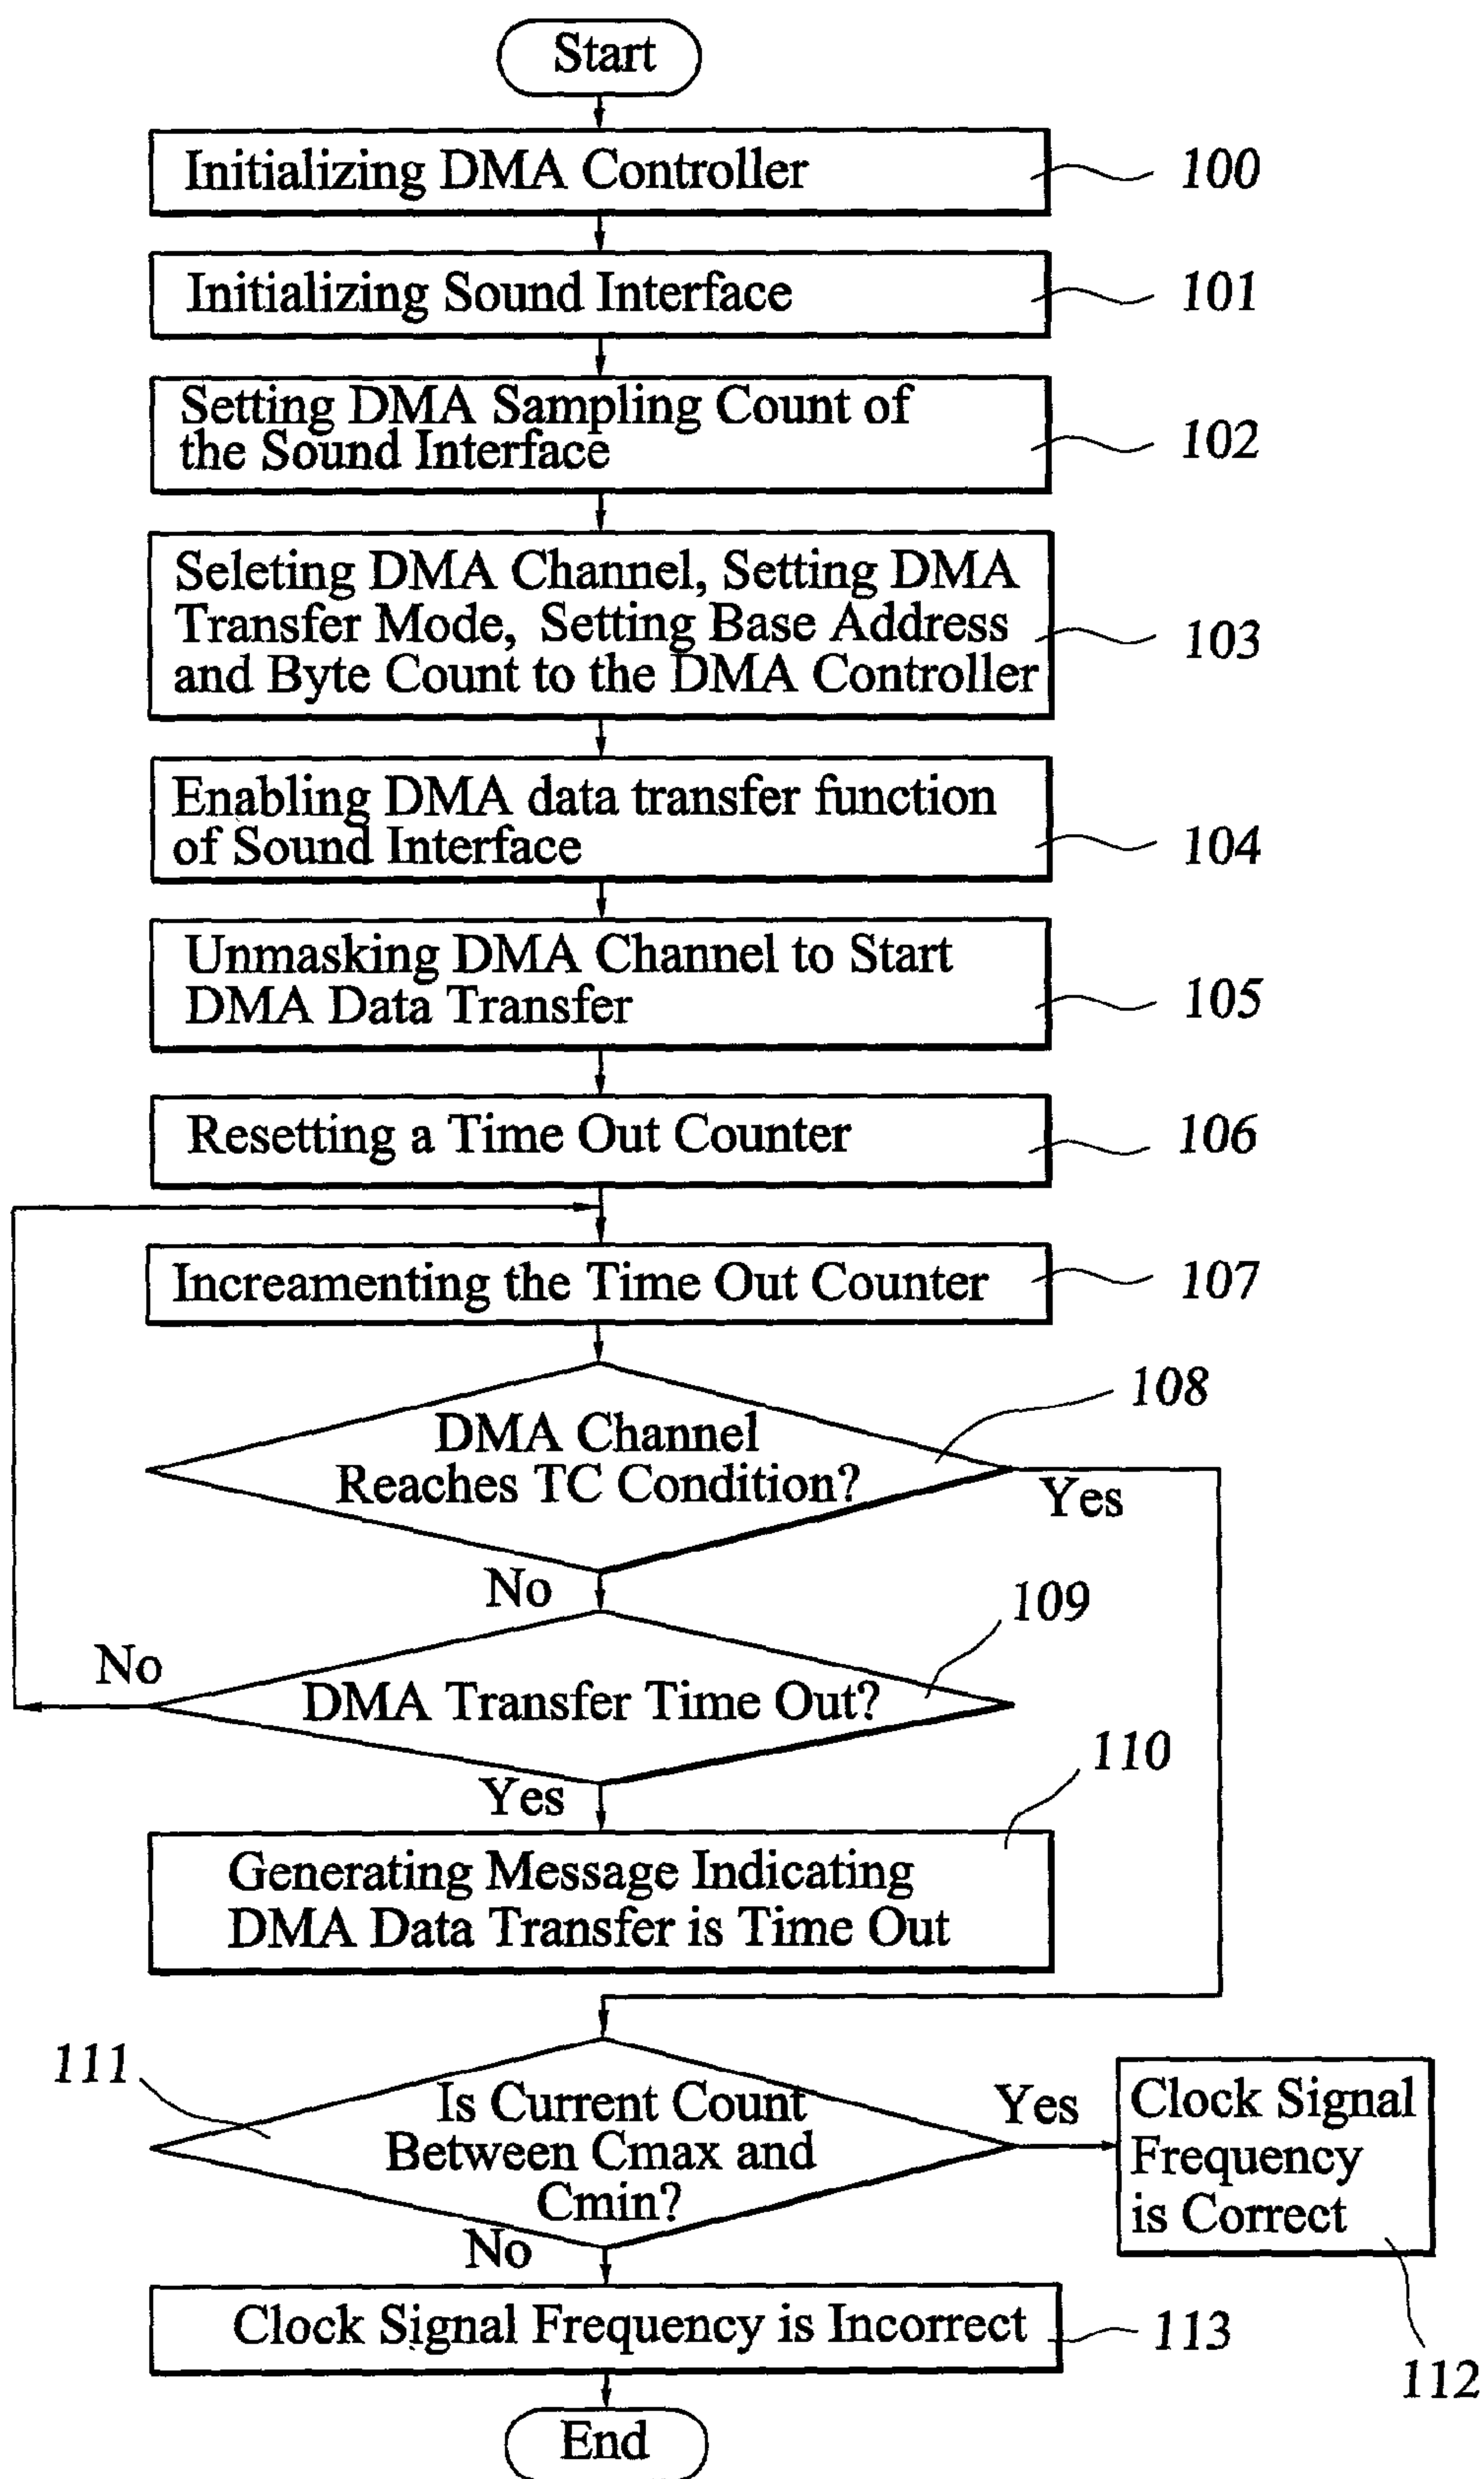 Start
Initializing DMA Controller
100
Initializing Sound Interface
101
Setting DMA Sampling Count of
the Sound Interface
102
Seleting DMA Channel, Setting DMA
Transfer Mode, Setting Base Address
and Byte Count to the DMA Controller
103
Enabling DMA data transfer function
of Sound Interface
104
Unmasking DMA Channel to Start
DMA Data Transfer
105
Resetting a Time Out Counter
106
Increamenting the Time Out Counter
107
108
DMA Channel
Reaches TC Condition?
Yes
No
109
No
DMA Transfer Time Out?
110
Yes
Generating Message Indicating
DMA Data Transfer is Time Out
111
Is Current Count
Between Cmax and
Cmin?
Yes
Clock Signal
Frequency
is Correct
112
No
Clock Signal Frequency is Incorrect
113
End